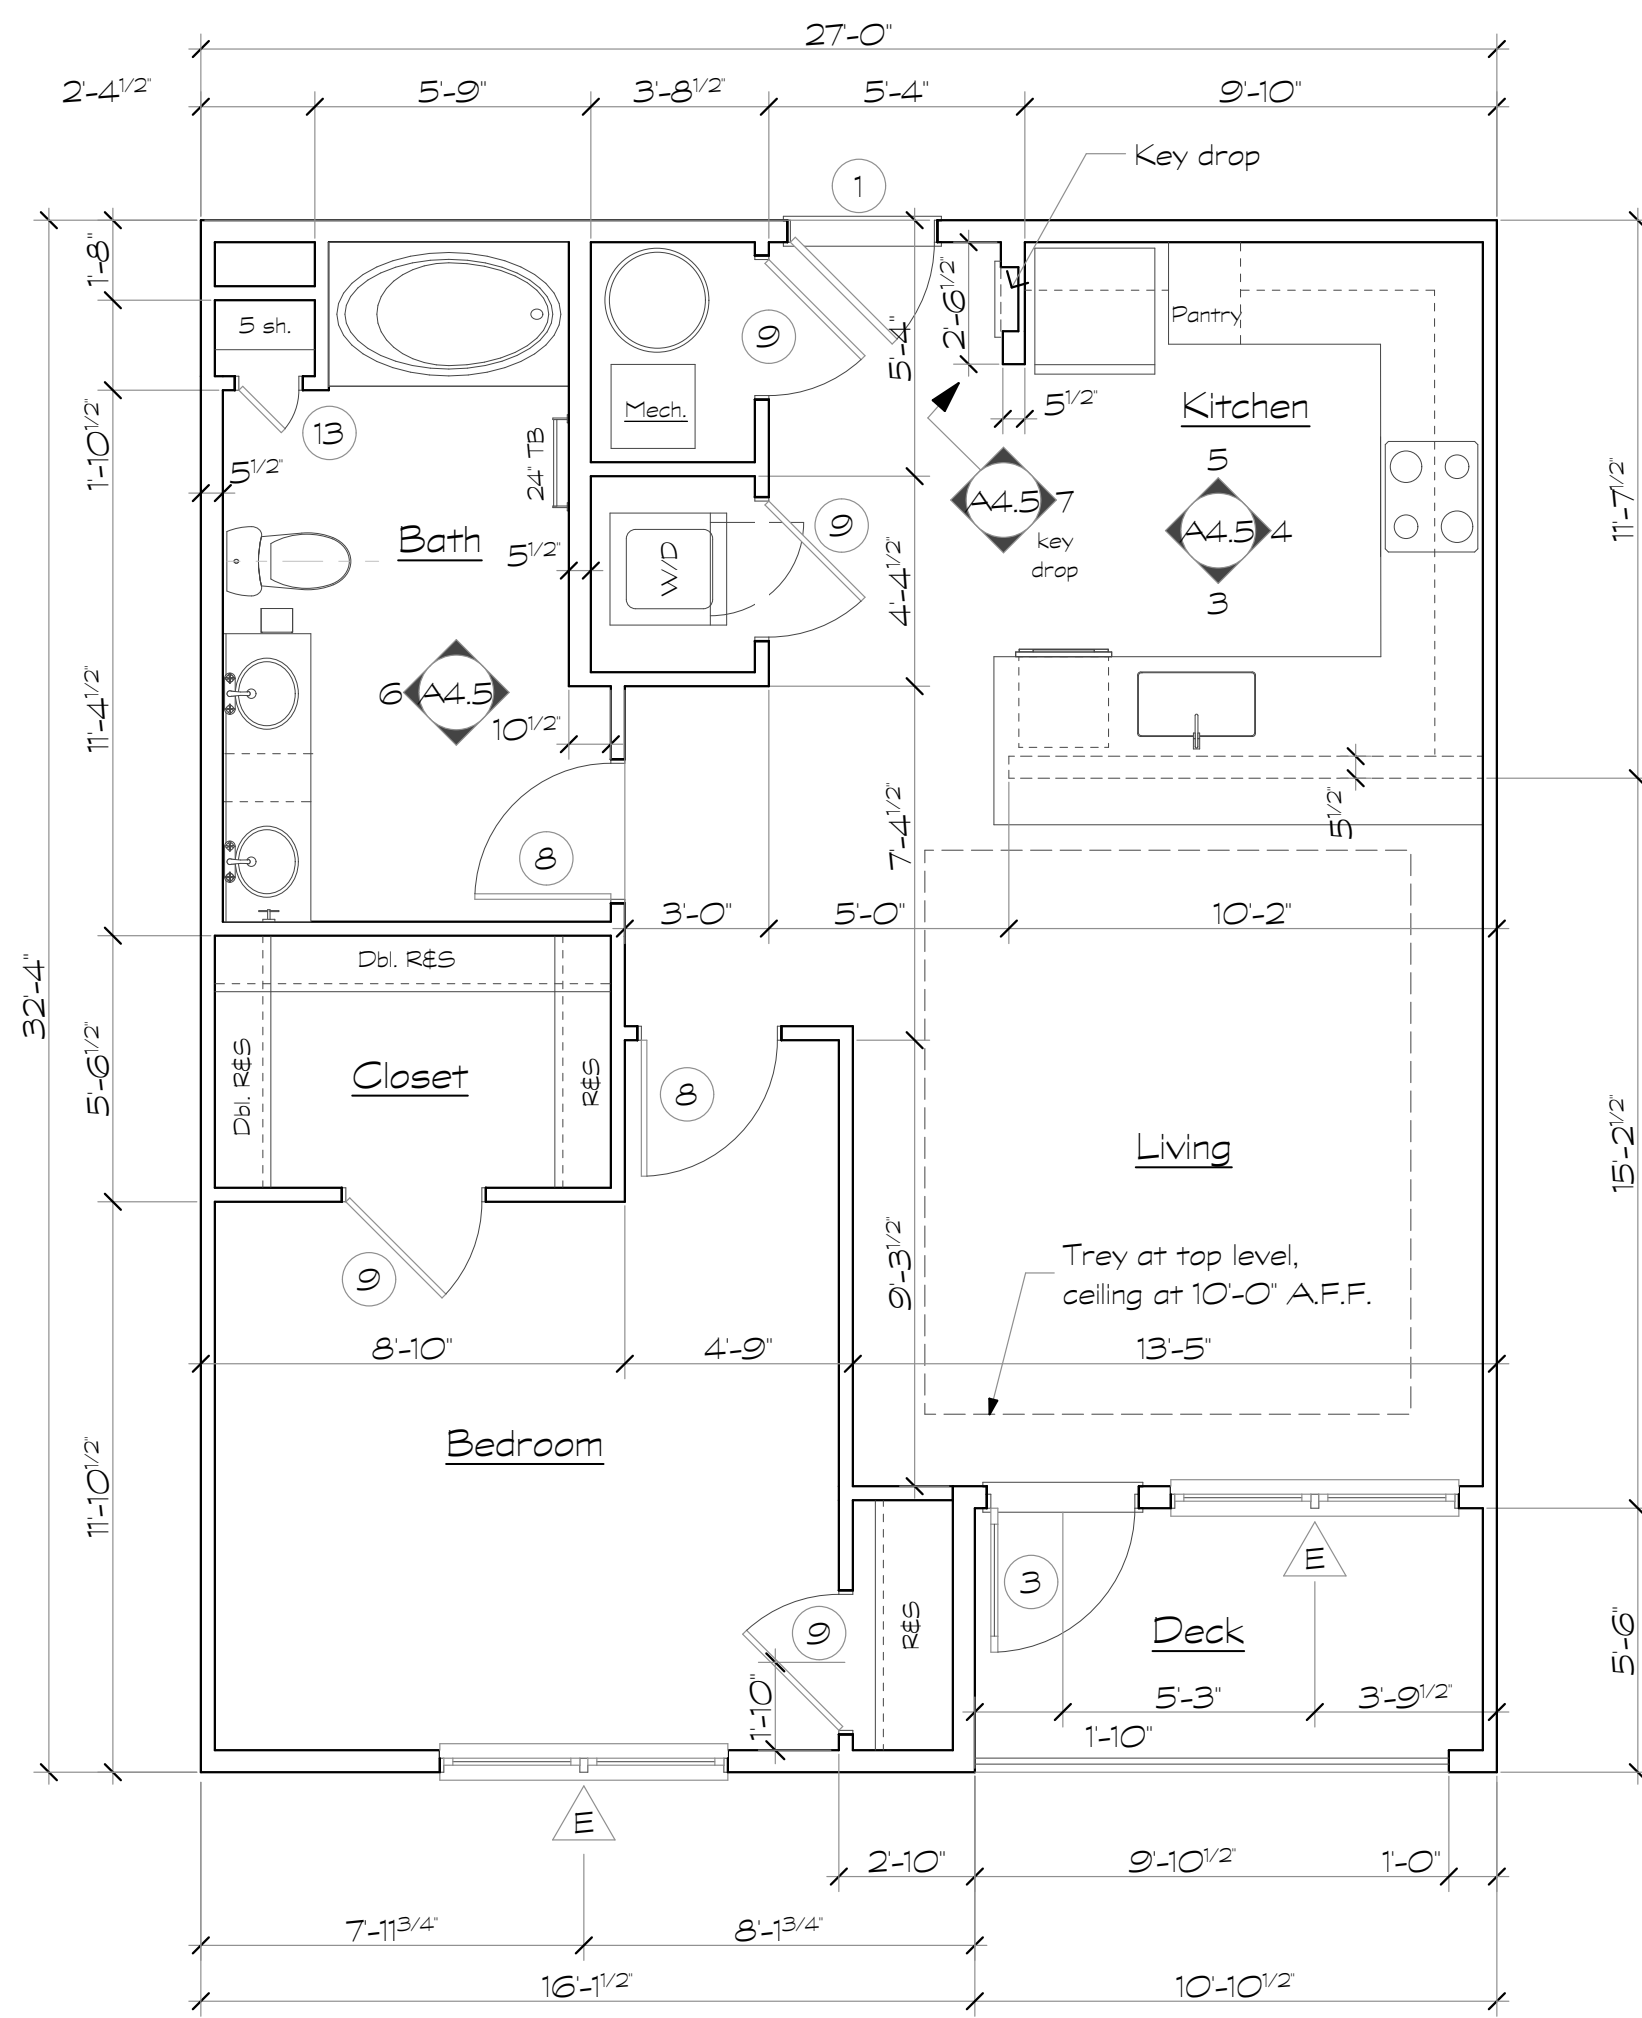 27'-0"
2'-4 1/2"
5'-9"
3'-8 1/2"
5'-4"
9'-10"
Key drop
1
1'-8"
5 sh.
9
2'-6 1/2"
5'-4"
Pantry
13
Mech.
5 1/2"
Kitchen
1'-10 1/2"
5 1/2"
24" TB
5
A4.5
7
A4.5
4
3
key
drop
11'-7 1/2"
Bath
5 1/2"
W/D
9
4'-4 1/2"
6
A4.5
10 1/2"
11'-4 1/2"
7'-4 1/2"
5 1/2"
8
3'-0"
5'-0"
10'-2"
32'-4"
Dbl. R&S
Dbl. R&S
Closet
R&S
5'-6 1/2"
8
Living
15'-2 1/2"
9
9'-3 1/2"
Trey at top level,
ceiling at 10'-0" A.F.F.
8'-10"
4'-9"
13'-5"
Bedroom
11'-10 1/2"
3
E
9
R&S
Deck
5'-6"
1'-10"
5'-3"
3'-9 1/2"
1'-10"
E
2'-10"
9'-10 1/2"
1'-0"
7'-11 3/4"
8'-1 3/4"
16'-1 1/2"
10'-10 1/2"